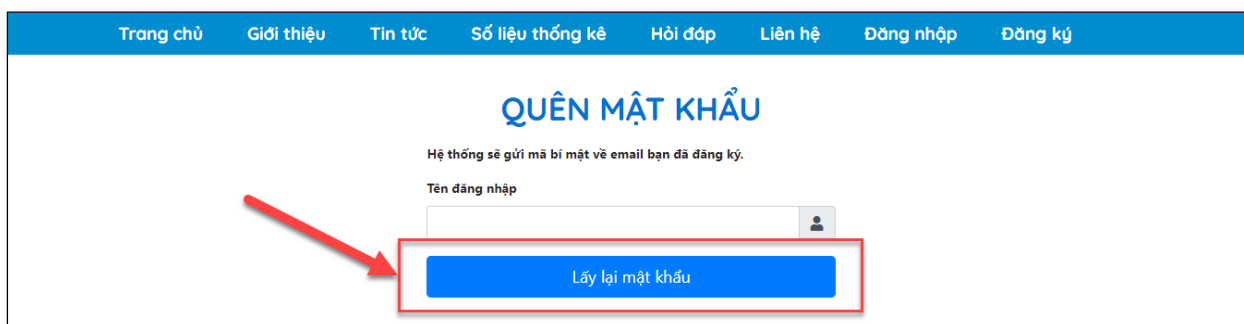 Trang chủ Giới thiệu Tin tức Số liệu thống kê Hỏi đáp Liên hệ Đăng nhập Đăng ký
QUÊN MẬT KHẨU
Hệ thống sẽ gửi mã bí mật về email bạn đã đăng ký.
Tên đăng nhập
Lấy lại mật khẩu